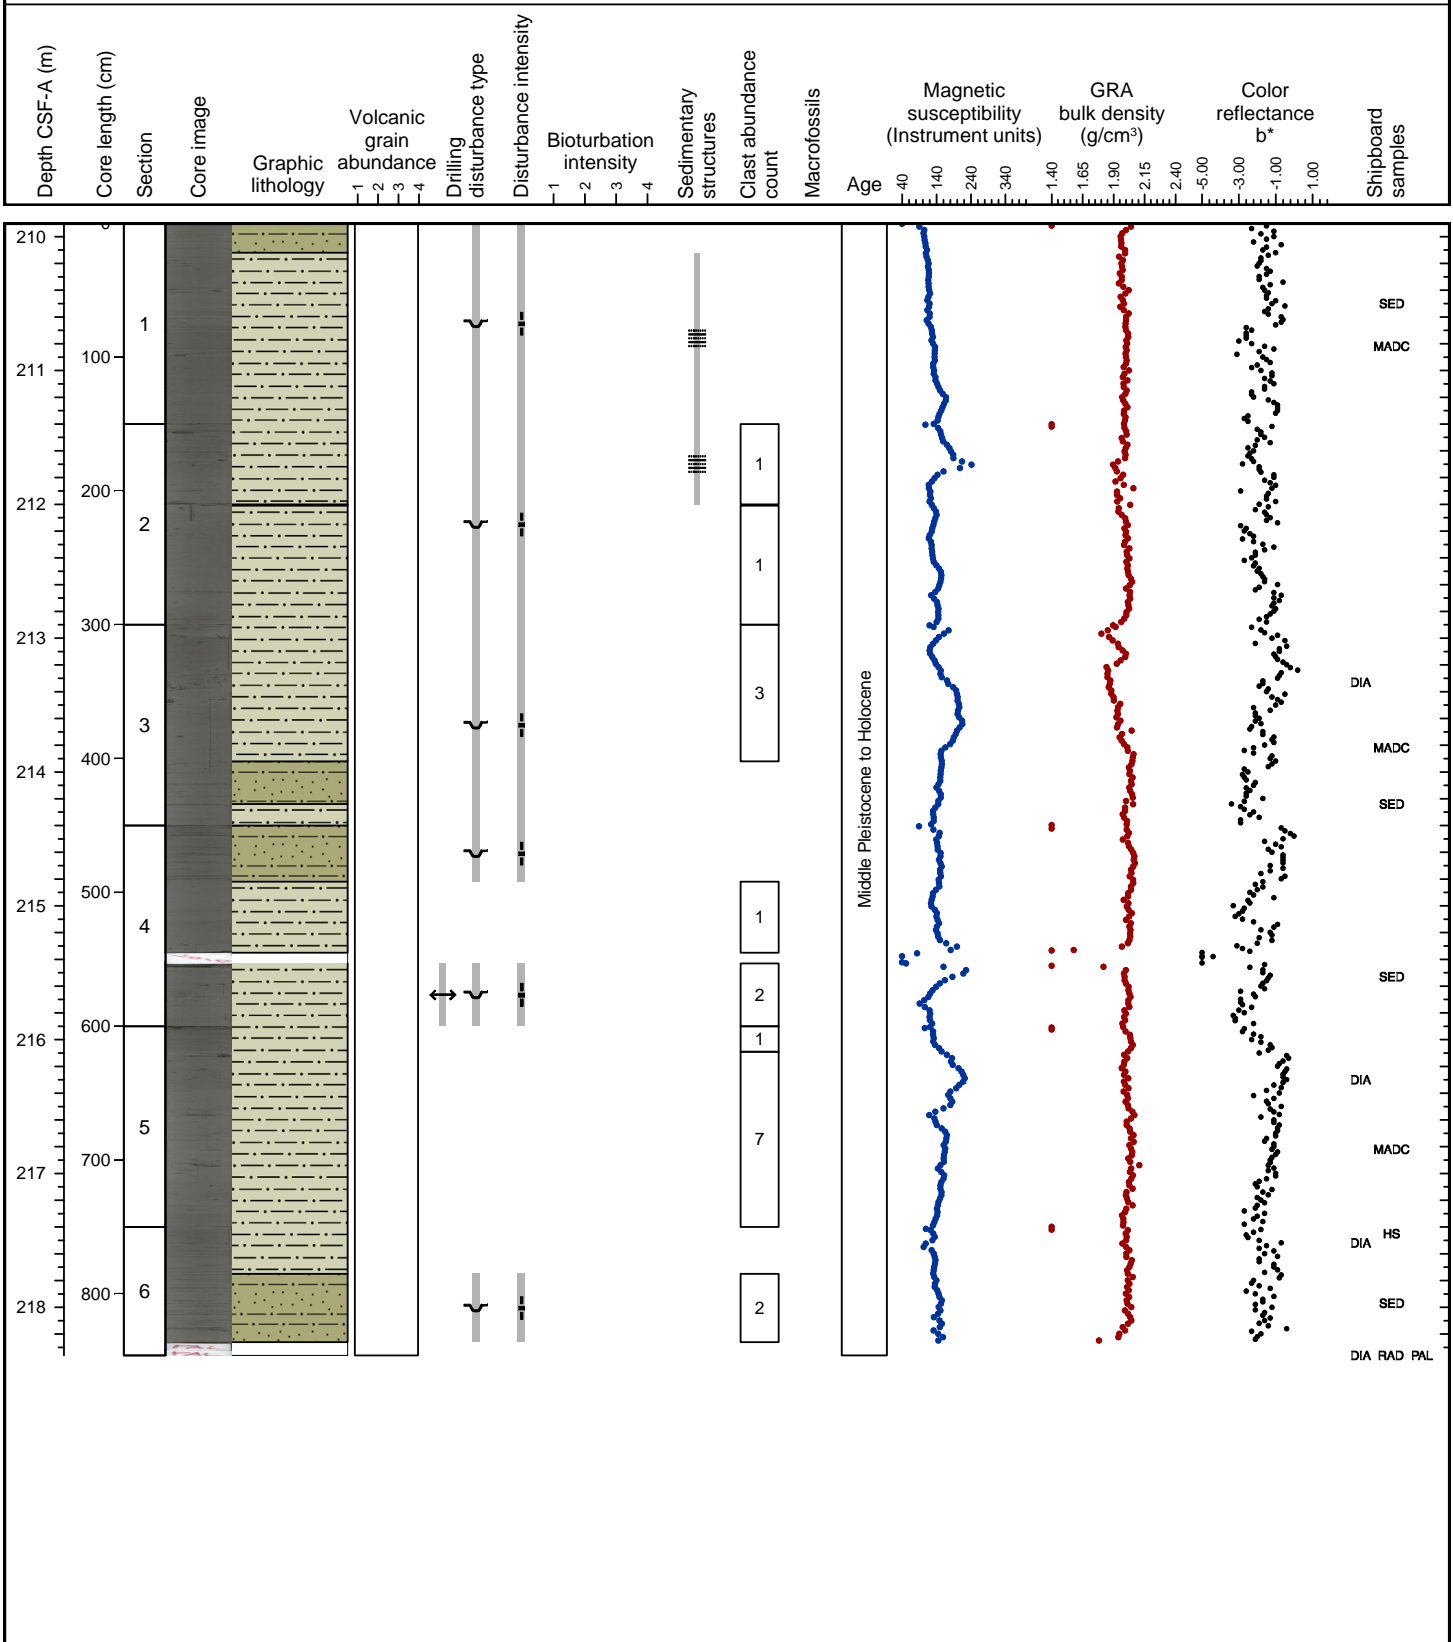 Depth CSF-A (m)
Core length (cm)
Section
Core image
Graphic
lithology
Volcanic
grain
abundance
1 2 3 4
Drilling
disturbance type
Disturbance intensity
Bioturbation
intensity
1 2 3 4
Sedimentary
structures
Clast abundance
count
Macrofossils
Age
Magnetic
susceptibility
(Instrument units)
40 140 240 340
GRA
bulk density
(g/cm³)
1.40 1.65 1.90 2.15 2.40
Color
reflectance
b*
-5.00 -3.00 -1.00 1.00
Shipboard
samples
0
210
SED
1
MADC
100
211
1
200
212
2
1
300
213
DIA
3
3
MADC
400
214
SED
Middle Pleistocene to Holocene
500
215
1
4
SED
2
600
216
1
DIA
5
7
MADC
700
217
HS
DIA
6
800
218
2
SED
DIA RAD PAL